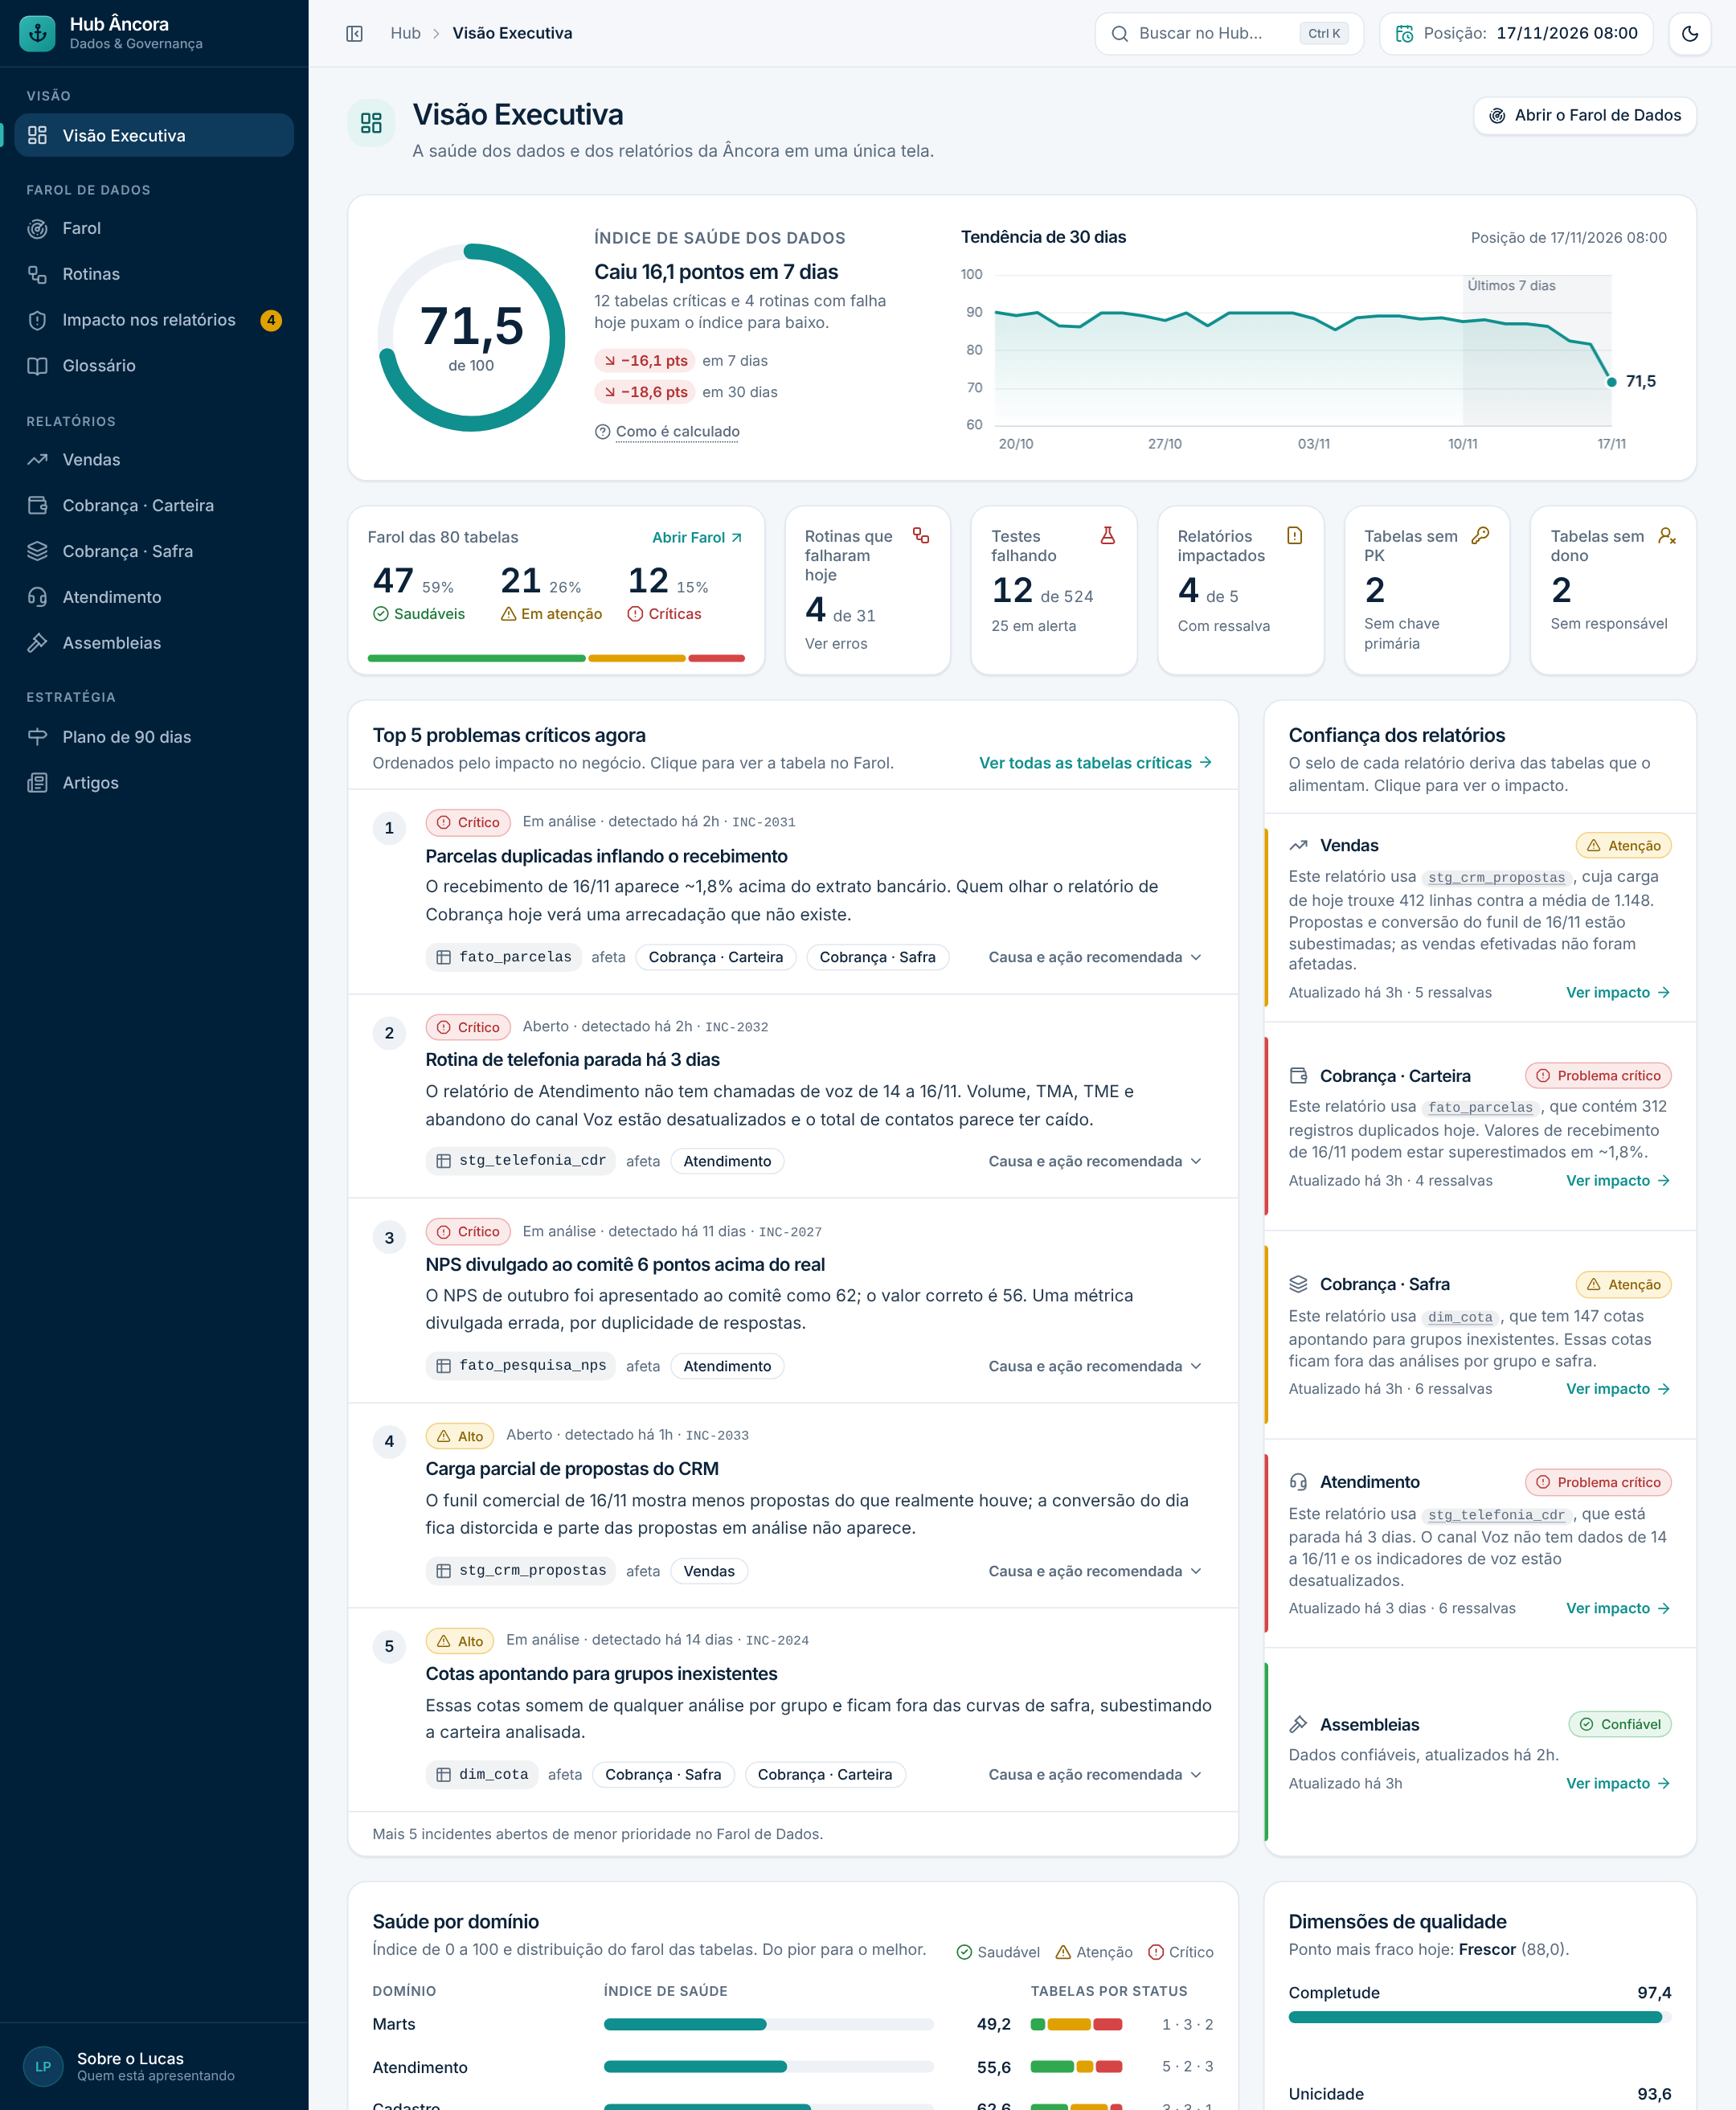 Hub Âncora
Dados & Governança
VISÃO
Visão Executiva
FAROL DE DADOS
Farol
Rotinas
Impacto nos relatórios 4
Glossário
RELATÓRIOS
Vendas
Cobrança · Carteira
Cobrança · Safra
Atendimento
Assembleias
ESTRATÉGIA
Plano de 90 dias
Artigos
LP
Sobre o Lucas
Quem está apresentando
Hub > Visão Executiva
Buscar no Hub... Ctrl K
Posição: 17/11/2026 08:00
Visão Executiva
A saúde dos dados e dos relatórios da Âncora em uma única tela.
Abrir o Farol de Dados
71,5
de 100
ÍNDICE DE SAÚDE DOS DADOS
Caiu 16,1 pontos em 7 dias
12 tabelas críticas e 4 rotinas com falha
hoje puxam o índice para baixo.
−16,1 pts em 7 dias
−18,6 pts em 30 dias
Como é calculado
Tendência de 30 dias
Posição de 17/11/2026 08:00
100
90
80
70
60
Últimos 7 dias
71,5
20/10 27/10 03/11 10/11 17/11
Farol das 80 tabelas
Abrir Farol
47 59%
Saudáveis
21 26%
Em atenção
12 15%
Críticas
Rotinas que
falharam
hoje
4 de 31
Ver erros
Testes
falhando
12 de 524
25 em alerta
Relatórios
impactados
4 de 5
Com ressalva
Tabelas sem
PK
2
Sem chave
primária
Tabelas sem
dono
2
Sem responsável
Top 5 problemas críticos agora
Ordenados pelo impacto no negócio. Clique para ver a tabela no Farol.
Ver todas as tabelas críticas
1
Crítico Em análise · detectado há 2h · INC-2031
Parcelas duplicadas inflando o recebimento
O recebimento de 16/11 aparece ~1,8% acima do extrato bancário. Quem olhar o relatório de
Cobrança hoje verá uma arrecadação que não existe.
fato_parcelas afeta Cobrança · Carteira Cobrança · Safra Causa e ação recomendada
2
Crítico Aberto · detectado há 2h · INC-2032
Rotina de telefonia parada há 3 dias
O relatório de Atendimento não tem chamadas de voz de 14 a 16/11. Volume, TMA, TME e
abandono do canal Voz estão desatualizados e o total de contatos parece ter caído.
stg_telefonia_cdr afeta Atendimento Causa e ação recomendada
3
Crítico Em análise · detectado há 11 dias · INC-2027
NPS divulgado ao comitê 6 pontos acima do real
O NPS de outubro foi apresentado ao comitê como 62; o valor correto é 56. Uma métrica
divulgada errada, por duplicidade de respostas.
fato_pesquisa_nps afeta Atendimento Causa e ação recomendada
4
Alto Aberto · detectado há 1h · INC-2033
Carga parcial de propostas do CRM
O funil comercial de 16/11 mostra menos propostas do que realmente houve; a conversão do dia
fica distorcida e parte das propostas em análise não aparece.
stg_crm_propostas afeta Vendas Causa e ação recomendada
5
Alto Em análise · detectado há 14 dias · INC-2024
Cotas apontando para grupos inexistentes
Essas cotas somem de qualquer análise por grupo e ficam fora das curvas de safra, subestimando
a carteira analisada.
dim_cota afeta Cobrança · Safra Cobrança · Carteira Causa e ação recomendada
Mais 5 incidentes abertos de menor prioridade no Farol de Dados.
Confiança dos relatórios
O selo de cada relatório deriva das tabelas que o
alimentam. Clique para ver o impacto.
Vendas Atenção
Este relatório usa stg_crm_propostas, cuja carga
de hoje trouxe 412 linhas contra a média de 1.148.
Propostas e conversão do funil de 16/11 estão
subestimadas; as vendas efetivadas não foram
afetadas.
Atualizado há 3h · 5 ressalvas Ver impacto
Cobrança · Carteira Problema crítico
Este relatório usa fato_parcelas, que contém 312
registros duplicados hoje. Valores de recebimento
de 16/11 podem estar superestimados em ~1,8%.
Atualizado há 3h · 4 ressalvas Ver impacto
Cobrança · Safra Atenção
Este relatório usa dim_cota, que tem 147 cotas
apontando para grupos inexistentes. Essas cotas
ficam fora das análises por grupo e safra.
Atualizado há 3h · 6 ressalvas Ver impacto
Atendimento Problema crítico
Este relatório usa stg_telefonia_cdr, que está
parada há 3 dias. O canal Voz não tem dados de 14
a 16/11 e os indicadores de voz estão
desatualizados.
Atualizado há 3 dias · 6 ressalvas Ver impacto
Assembleias Confiável
Dados confiáveis, atualizados há 2h.
Atualizado há 3h Ver impacto
Saúde por domínio
Índice de 0 a 100 e distribuição do farol das tabelas. Do pior para o melhor.
Saudável Atenção Crítico
DOMÍNIO ÍNDICE DE SAÚDE TABELAS POR STATUS
Marts 49,2 1 · 3 · 2
Atendimento 55,6 5 · 2 · 3
Cadastro 62,6 3 · 3 · 1
Dimensões de qualidade
Ponto mais fraco hoje: Frescor (88,0).
Completude 97,4
Unicidade 93,6